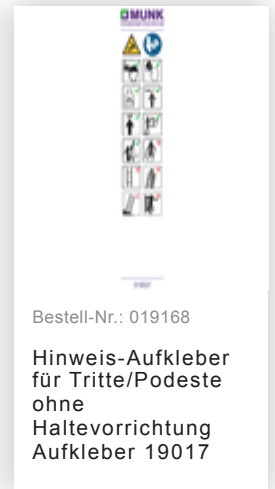 MUNK
Bestell-Nr.: 019168
Hinweis-Aufkleber
für Tritte/Podeste
ohne
Haltevorrichtung
Aufkleber 19017